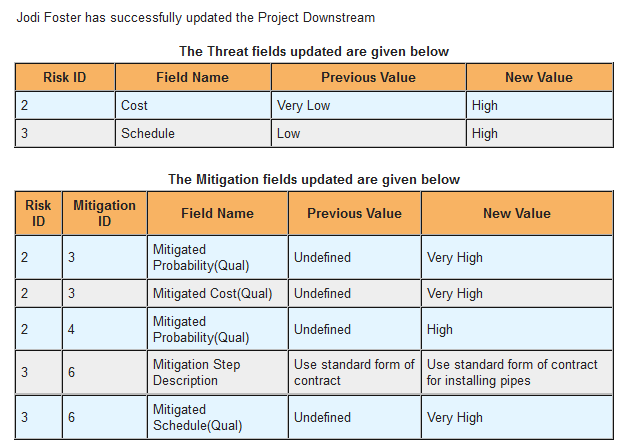 Jodi Foster has successfully updated the Project Downstream
The Threat fields updated are given below
Risk ID Field Name Previous Value New Value
2 Cost Very Low High
3 Schedule Low High
The Mitigation fields updated are given below
Risk ID Mitigation ID Field Name Previous Value New Value
2 3 Mitigated Probability(Qual) Undefined Very High
2 3 Mitigated Cost(Qual) Undefined Very High
2 4 Mitigated Probability(Qual) Undefined High
3 6 Mitigation Step Description Use standard form of contract Use standard form of contract for installing pipes
3 6 Mitigated Schedule(Qual) Undefined Very High